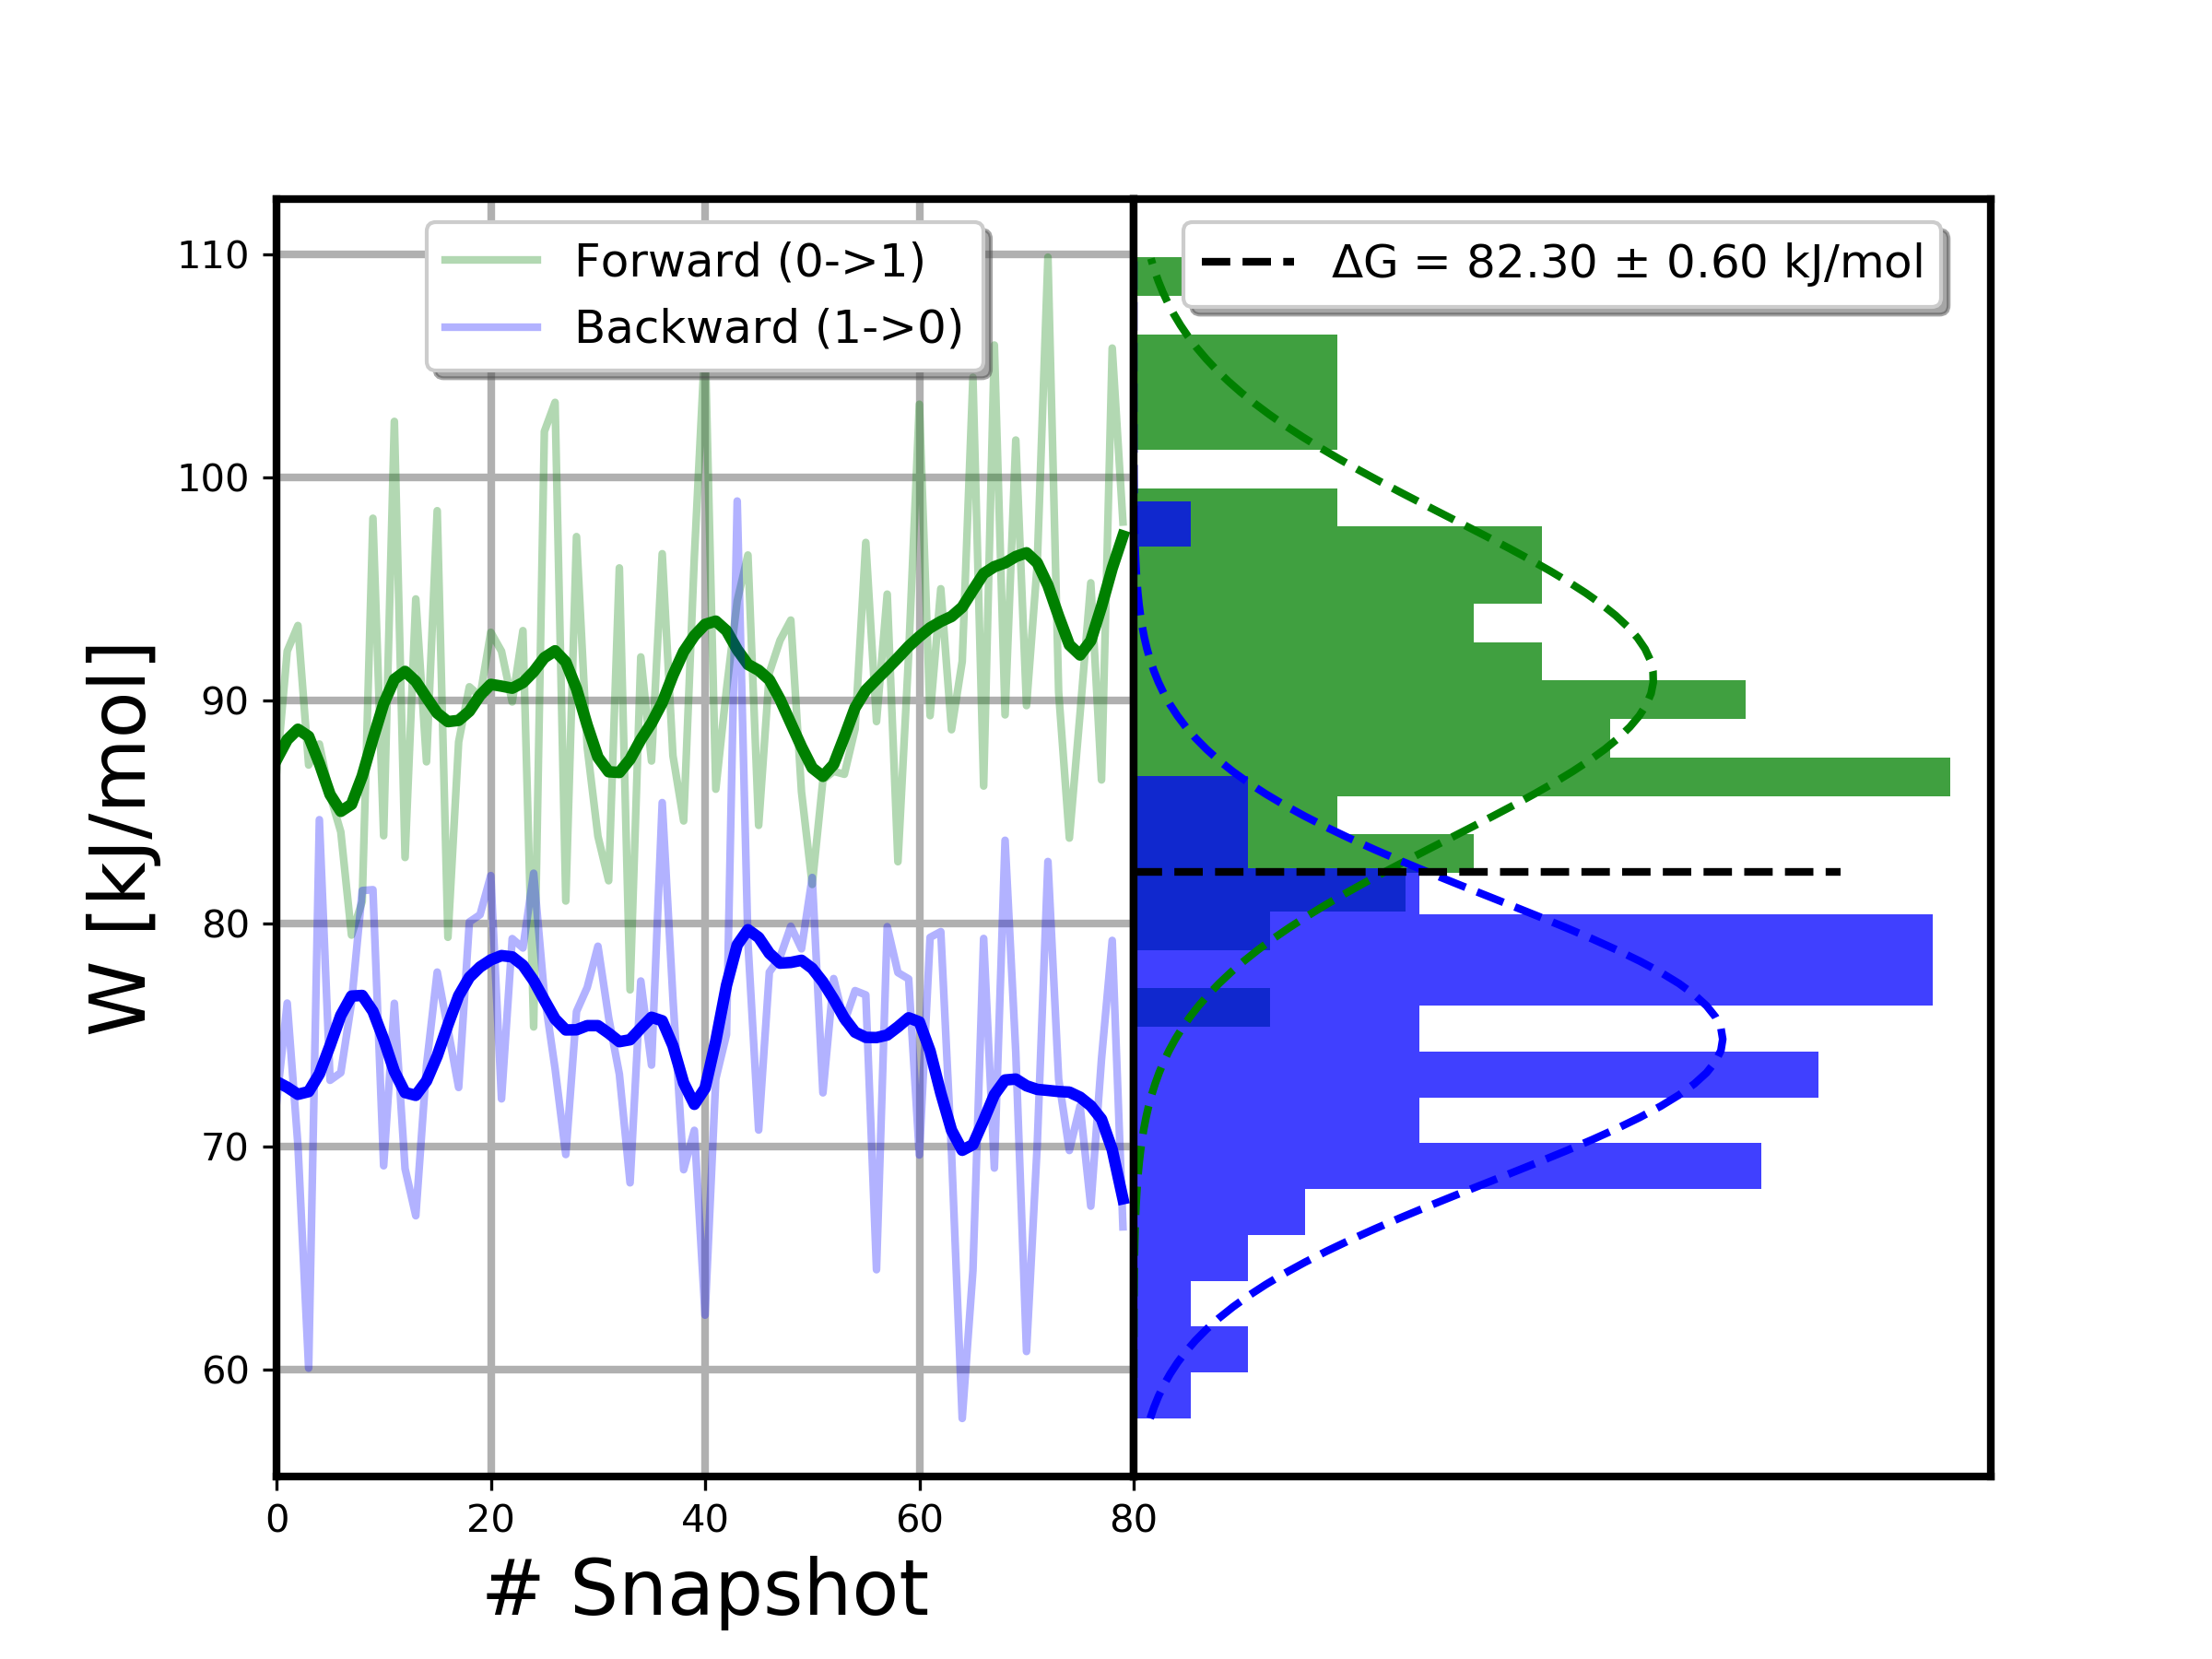 Forward (0->1)
Backward (1->0)
ΔG = 82.30 ± 0.60 kJ/mol
W [kJ/mol]
110
100
90
80
70
60
0 20 40 60 80
# Snapshot